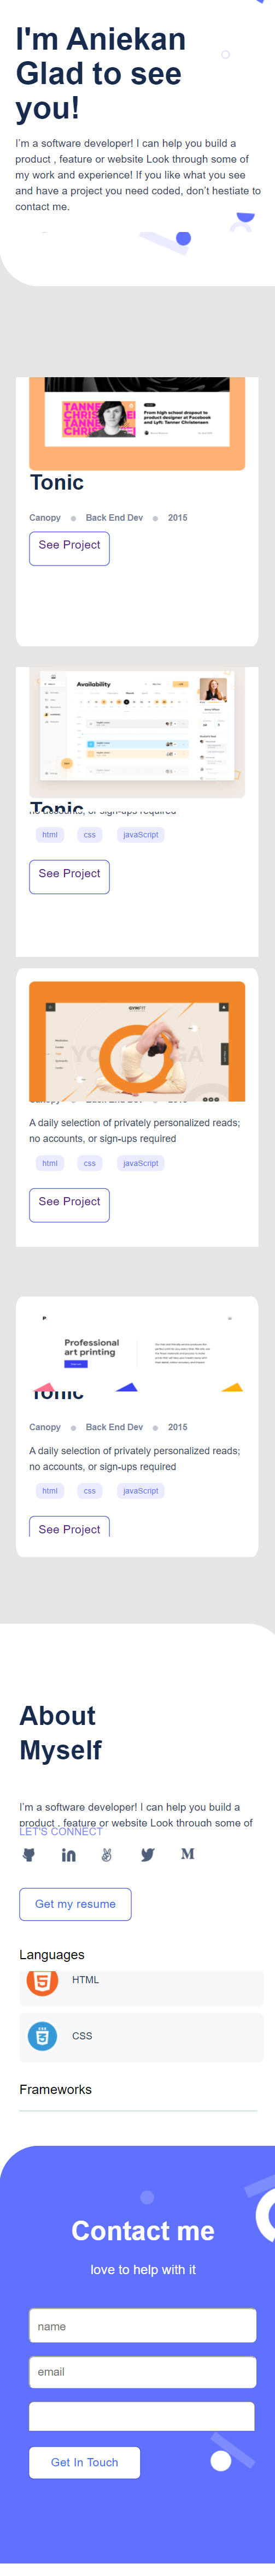 I'm Aniekan
Glad to see
you!
I'm a software developer! I can help you build a
product , feature or website Look through some of
my work and experience! If you like what you see
and have a project you need coded, don't hestiate to
contact me.
From high school dropout to
product designer at Facebook
and Lyft: Tanner Christensen
Tonic
Canopy Back End Dev 2015
See Project
Availability
Tonic
no accounts, or sign-ups required
html css javaScript
See Project
GYMFIT
Canopy Back End Dev 2015
A daily selection of privately personalized reads;
no accounts, or sign-ups required
html css javaScript
See Project
Professional
art printing
Tonic
Canopy Back End Dev 2015
A daily selection of privately personalized reads;
no accounts, or sign-ups required
html css javaScript
See Project
About
Myself
I'm a software developer! I can help you build a
product , feature or website Look through some of
LET'S CONNECT
Get my resume
Languages
HTML
CSS
Frameworks
Contact me
love to help with it
name
email
Get In Touch